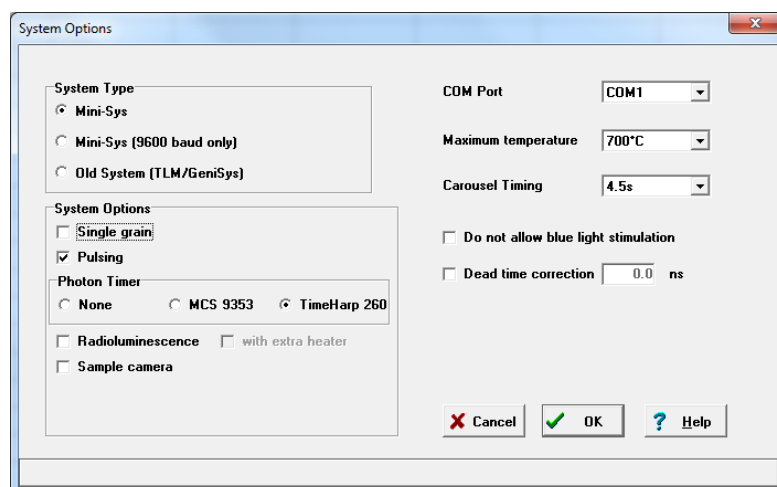 System Options
System Type
Mini-Sys
Mini-Sys (9600 baud only)
Old System (TLM/GeniSys)
System Options
Single grain
Pulsing
Photon Timer
None MCS 9353 TimeHarp 260
Radioluminescence with extra heater
Sample camera
COM Port COM1
Maximum temperature 700°C
Carousel Timing 4.5s
Do not allow blue light stimulation
Dead time correction 0.0 ns
Cancel OK Help